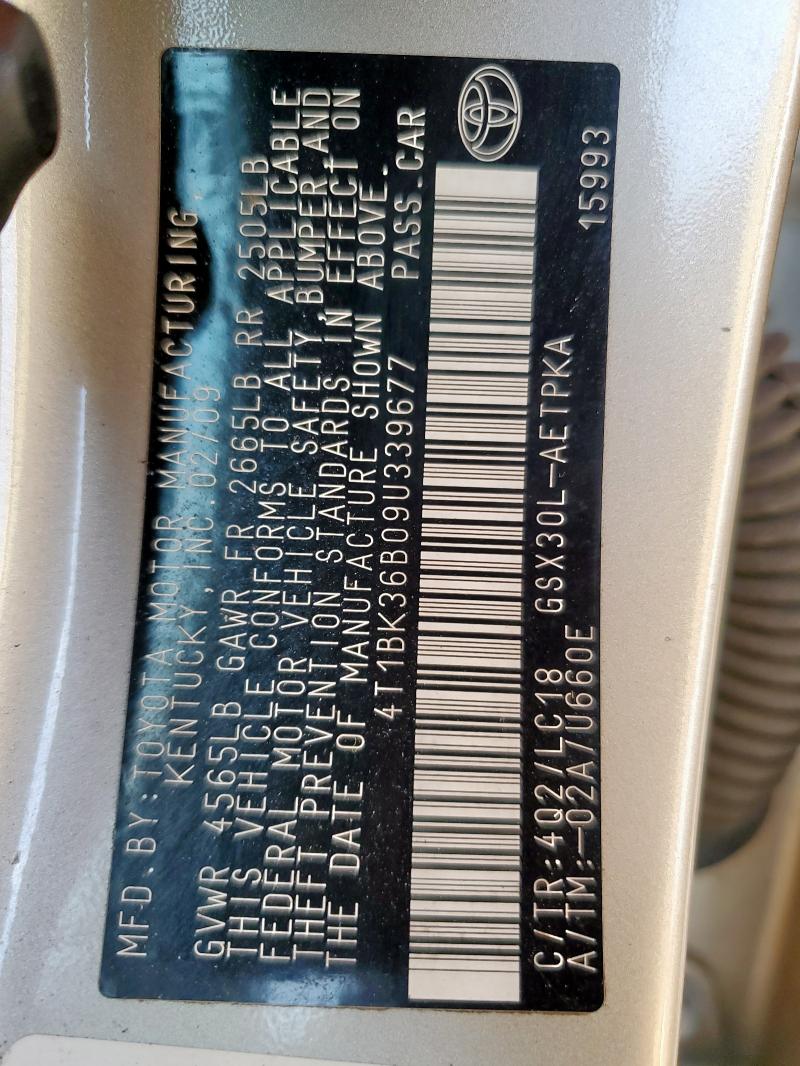 MFD.BY:TOYOTA MOTOR MANUFACTURING,
KENTUCKY,INC.02/09
GVWR 4565LB GAWR FR 2665LB RR 2505LB
THIS VEHICLE CONFORMS TO ALL APPLICABLE
FEDERAL MOTOR VEHICLE SAFETY,BUMPER AND
THEFT PREVENTION STANDARDS IN EFFECT ON
THE DATE OF MANUFACTURE SHOWN ABOVE.
4T1BK36B09U339677 PASS.CAR
C/TR:4Q2/LC18 GSX30L-AETPKA 15993
A/TM:-02A/U660E